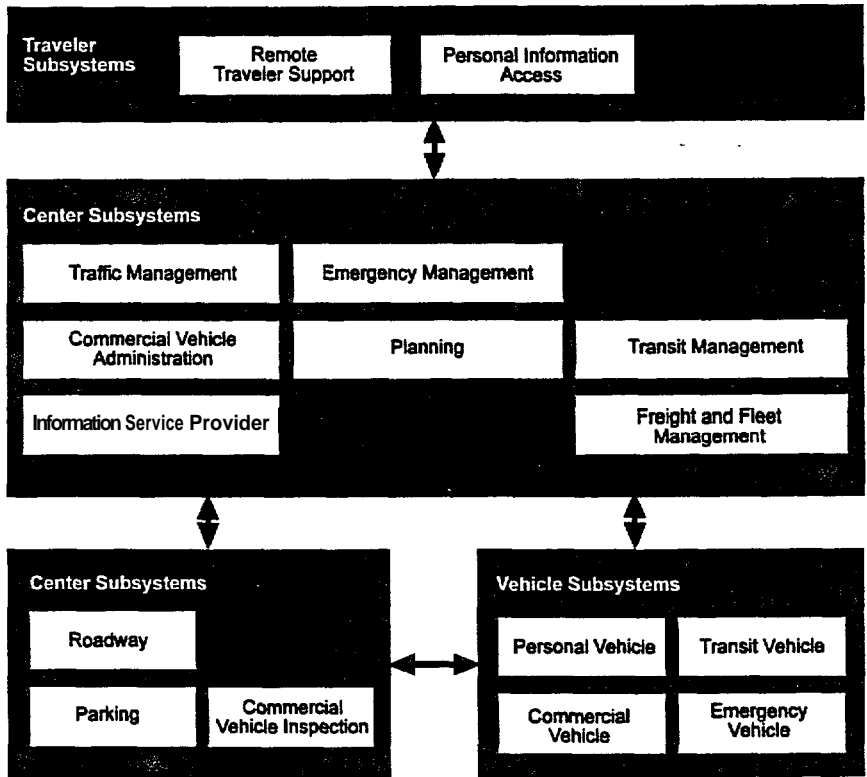 Traveler
Subsystems
Remote
Traveler Support
Personal Information
Access
Center Subsystems
Traffic Management
Emergency Management
Commercial Vehicle
Administration
Planning
Transit Management
Information Service Provider
Freight and Fleet
Management
Center Subsystems
Roadway
Parking
Commercial
Vehicle Inspection
Vehicle Subsystems
Personal Vehicle
Transit Vehicle
Commercial
Vehicle
Emergency
Vehicle